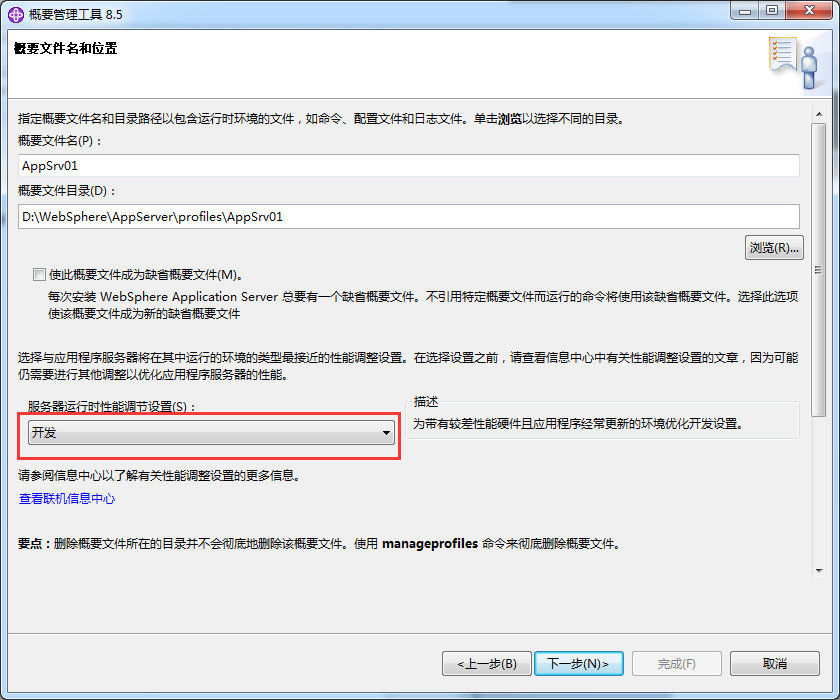 概要管理工具 8.5
概要文件名和位置
指定概要文件名和目录路径以包含运行时环境的文件，如命令、配置文件和日志文件。单击浏览以选择不同的目录。
概要文件名(P)：
AppSrv01
概要文件目录(D)：
D:\WebSphere\AppServer\profiles\AppSrv01
浏览(R)...
使此概要文件成为缺省概要文件(M)。
每次安装 WebSphere Application Server 总要有一个缺省概要文件。不引用特定概要文件而运行的命令将使用该缺省概要文件。选择此选项
使该概要文件成为新的缺省概要文件
选择与应用程序服务器将在其中运行的环境的类型最接近的性能调整设置。在选择设置之前，请查看信息中心中有关性能调整设置的文章，因为可能
仍需要进行其他调整以优化应用程序服务器的性能。
服务器运行时性能调节设置(S)：
开发
描述
为带有较差性能硬件且应用程序经常更新的环境优化开发设置。
请参阅信息中心以了解有关性能调整设置的更多信息。
查看联机信息中心
要点：删除概要文件所在的目录并不会彻底地删除该概要文件。使用 manageprofiles 命令来彻底删除概要文件。
<上一步(B) 下一步(N)> 完成(F) 取消